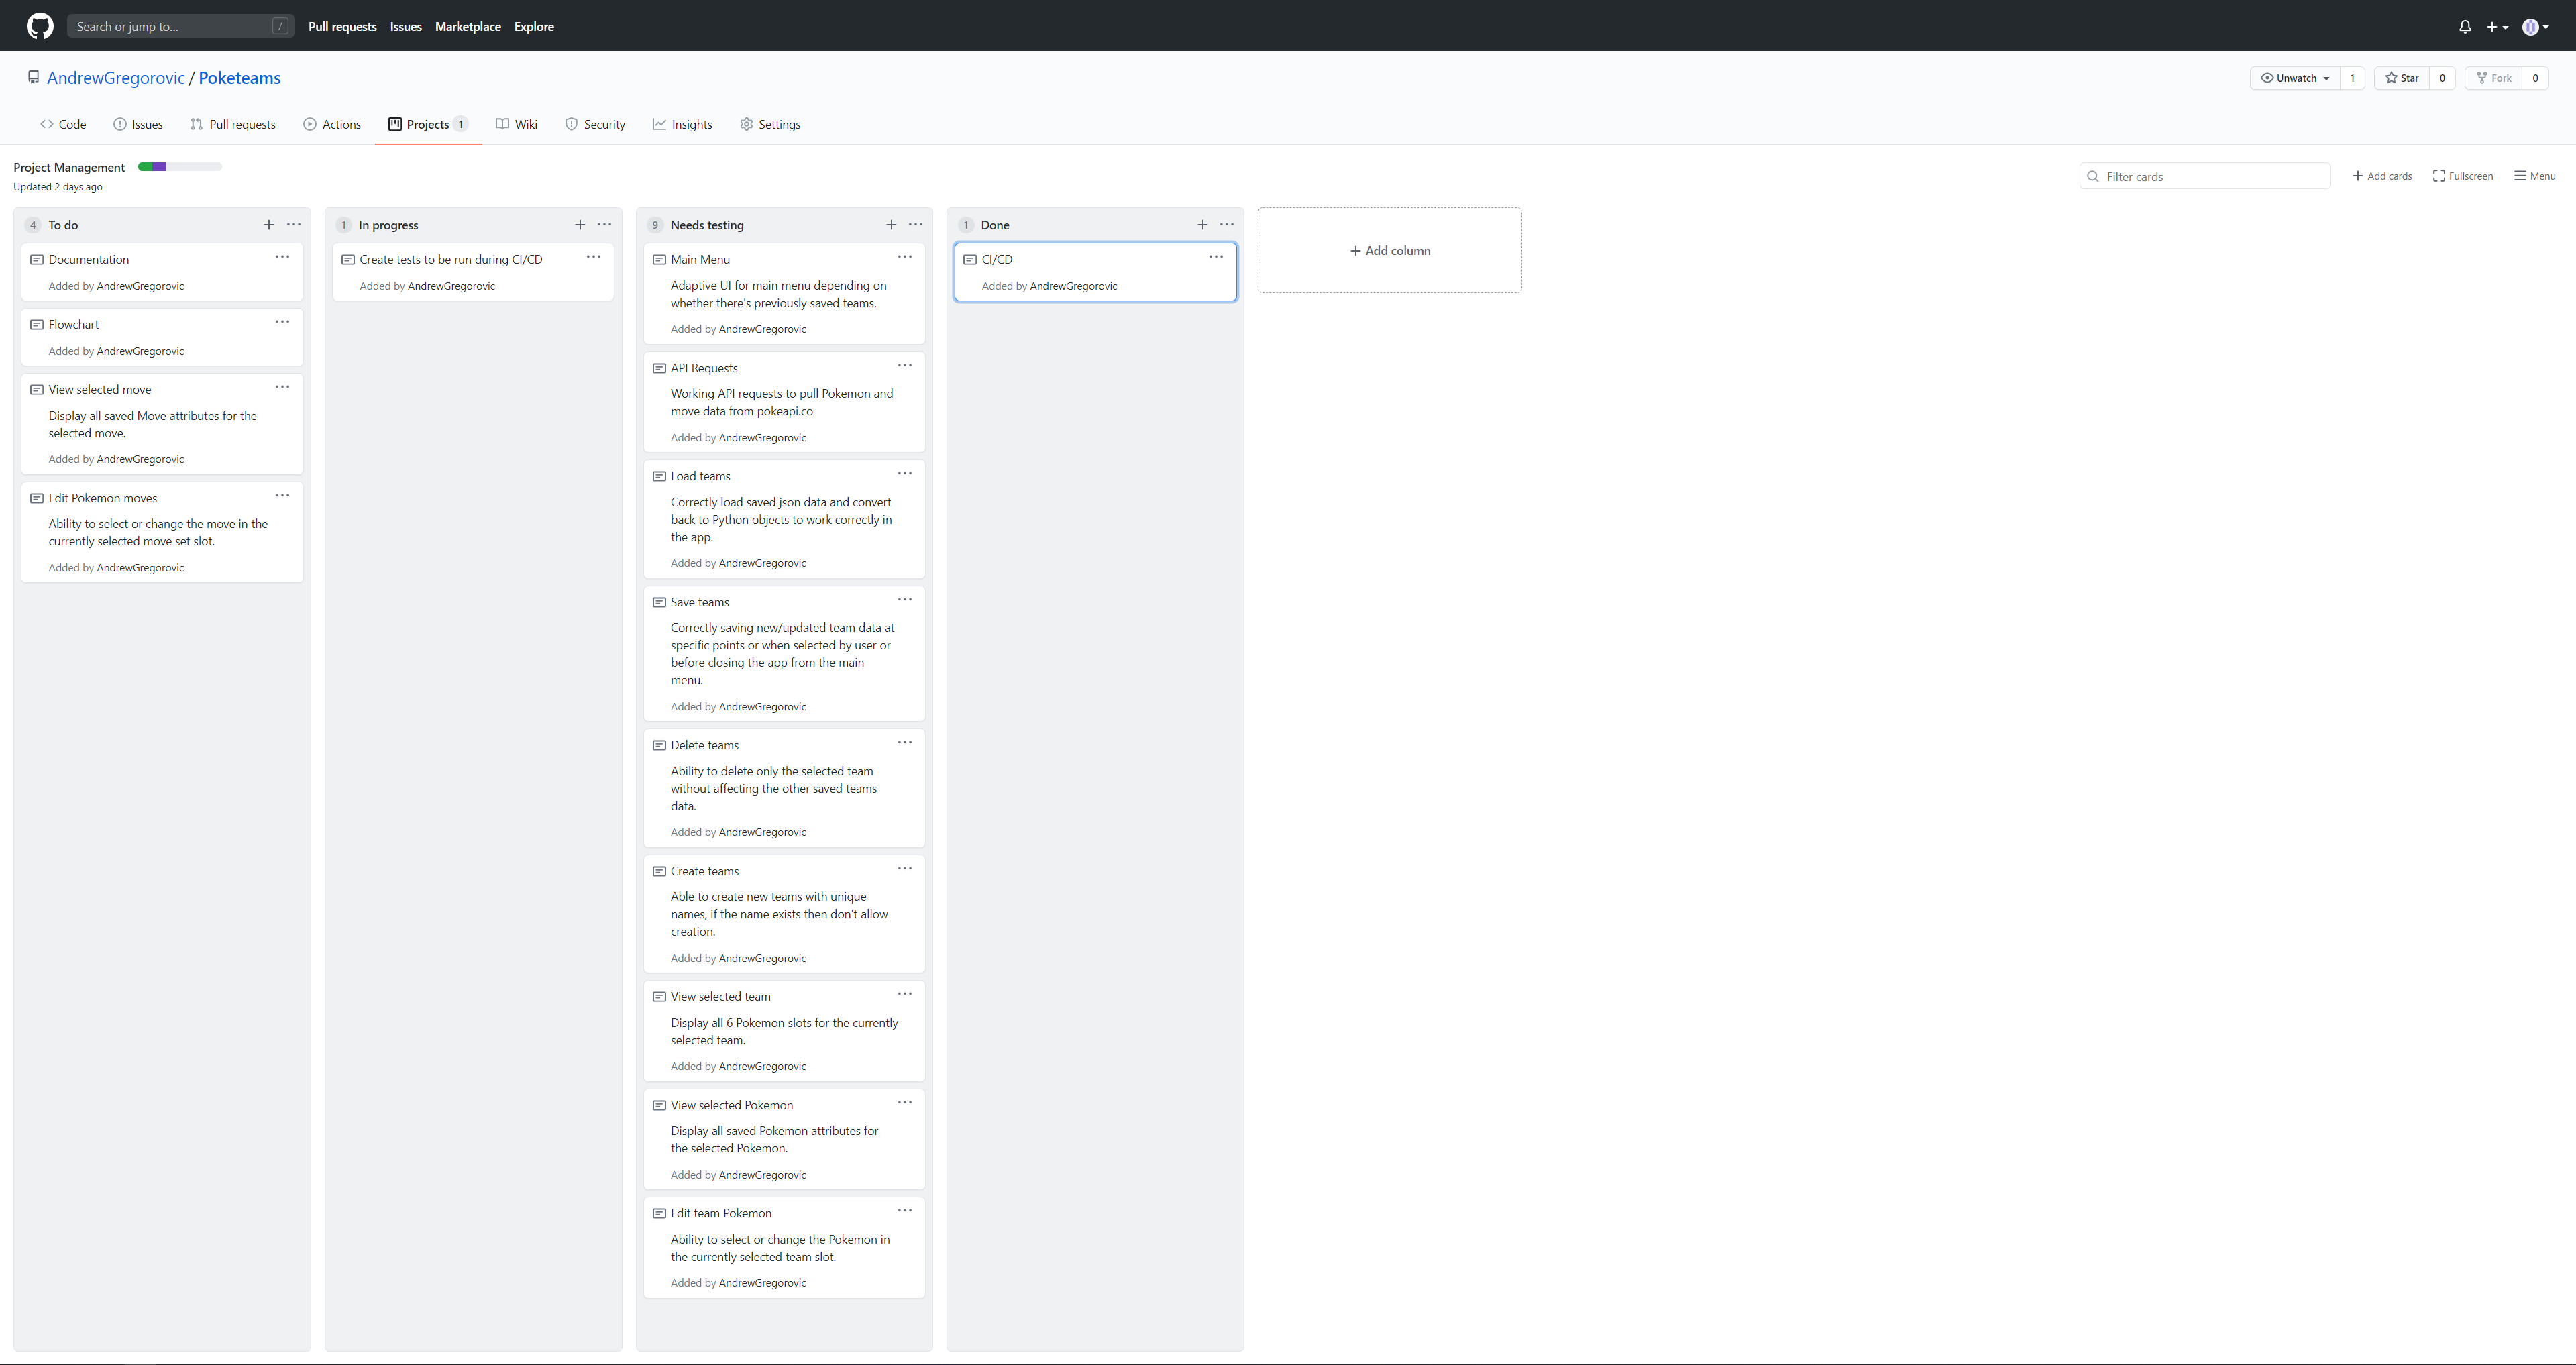 Search or jump to...
/
Pull requests
Issues
Marketplace
Explore
AndrewGregorovic / Poketeams
Unwatch
1
Star
0
Fork
0
Code
Issues
Pull requests
Actions
Projects 1
Wiki
Security
Insights
Settings
Project Management
Updated 2 days ago
Filter cards
Add cards
Fullscreen
Menu
4 To do
Documentation
Added by AndrewGregorovic
Flowchart
Added by AndrewGregorovic
View selected move
Display all saved Move attributes for the
selected move.
Added by AndrewGregorovic
Edit Pokemon moves
Ability to select or change the move in the
currently selected move set slot.
Added by AndrewGregorovic
1 In progress
Create tests to be run during CI/CD
Added by AndrewGregorovic
9 Needs testing
Main Menu
Adaptive UI for main menu depending on
whether there's previously saved teams.
Added by AndrewGregorovic
API Requests
Working API requests to pull Pokemon and
move data from pokeapi.co
Added by AndrewGregorovic
Load teams
Correctly load saved json data and convert
back to Python objects to work correctly in
the app.
Added by AndrewGregorovic
Save teams
Correctly saving new/updated team data at
specific points or when selected by user or
before closing the app from the main
menu.
Added by AndrewGregorovic
Delete teams
Ability to delete only the selected team
without affecting the other saved teams
data.
Added by AndrewGregorovic
Create teams
Able to create new teams with unique
names, if the name exists then don't allow
creation.
Added by AndrewGregorovic
View selected team
Display all 6 Pokemon slots for the currently
selected team.
Added by AndrewGregorovic
View selected Pokemon
Display all saved Pokemon attributes for
the selected Pokemon.
Added by AndrewGregorovic
Edit team Pokemon
Ability to select or change the Pokemon in
the currently selected team slot.
Added by AndrewGregorovic
1 Done
CI/CD
Added by AndrewGregorovic
Add column